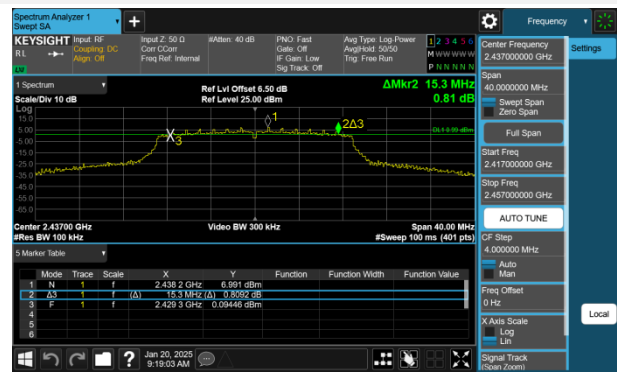 Spectrum Analyzer 1
Swept SA
Frequency
KEYSIGHT
RL
Input: RF
Coupling: DC
Align: Off
Input Z: 50 Ω
Corr CCorr
Freq Ref: Internal
#Atten: 40 dB
PNO: Fast
Gate: Off
IF Gain: Low
Sig Track: Off
Avg Type: Log-Power
Avg|Hold: 50/50
Trig: Free Run
1 2 3 4 5 6
M W W W W W
P N N N N N
1 Spectrum
Scale/Div 10 dB
Log
Ref Lvl Offset 6.50 dB
Ref Level 25.00 dBm
ΔMkr2 15.3 MHz
0.81 dB
15.0
5.00
-5.00
-15.0
-25.0
-35.0
-45.0
-55.0
-65.0
1
2Δ3
X3
Center 2.43700 GHz
#Res BW 100 kHz
Video BW 300 kHz
Span 40.00 MHz
#Sweep 100 ms (401 pts)
5 Marker Table
Mode Trace Scale X Y Function Function Width Function Value
1 N 1 f 2.438 2 GHz 6.991 dBm
2 Δ3 1 f (Δ) 15.3 MHz (Δ) 0.8092 dB
3 F 1 f 2.429 3 GHz 0.09446 dBm
4
5
6
Jan 20, 2025
9:19:03 AM
Center Frequency
2.437000000 GHz
Span
40.0000000 MHz
Swept Span
Zero Span
Full Span
Start Freq
2.417000000 GHz
Stop Freq
2.457000000 GHz
AUTO TUNE
CF Step
4.000000 MHz
Auto
Man
Freq Offset
0 Hz
X Axis Scale
Log
Lin
Signal Track
(Span Zoom)
Settings
Local